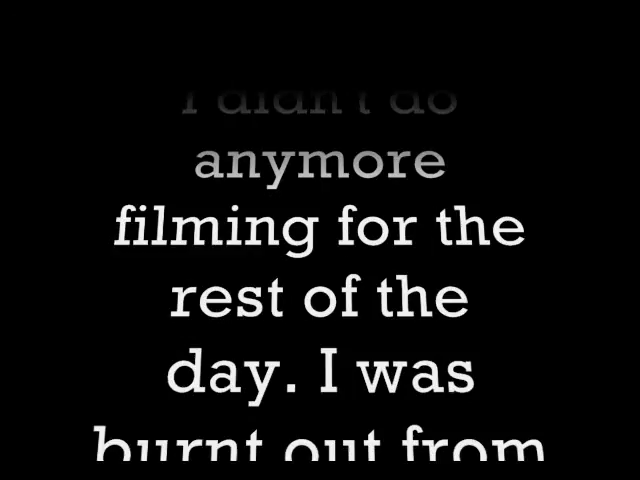 I didn't do
anymore
filming for the
rest of the
day. I was
burnt out from